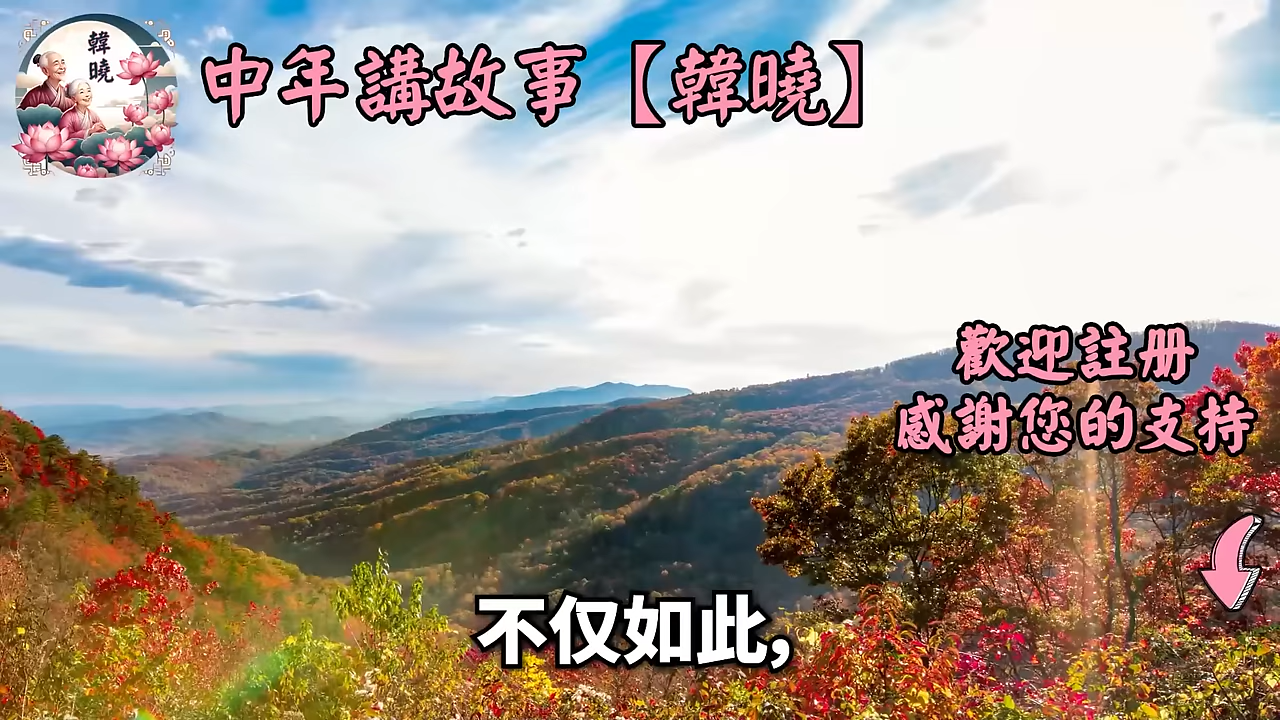 韓曉
中年講故事【韓曉】
歡迎註册
感謝您的支持
不仅如此,